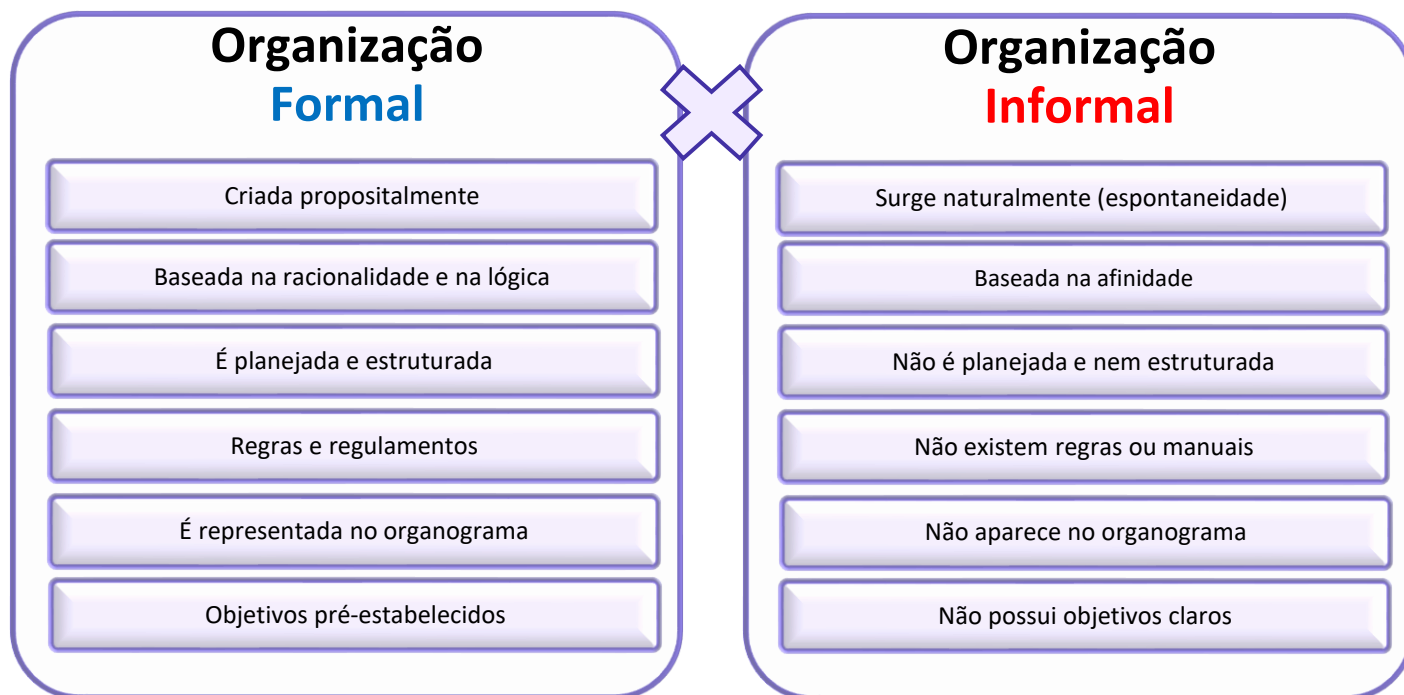 Organização
Formal
Criada propositalmente
Baseada na racionalidade e na lógica
É planejada e estruturada
Regras e regulamentos
É representada no organograma
Objetivos pré-estabelecidos
Organização
Informal
Surge naturalmente (espontaneidade)
Baseada na afinidade
Não é planejada e nem estruturada
Não existem regras ou manuais
Não aparece no organograma
Não possui objetivos claros